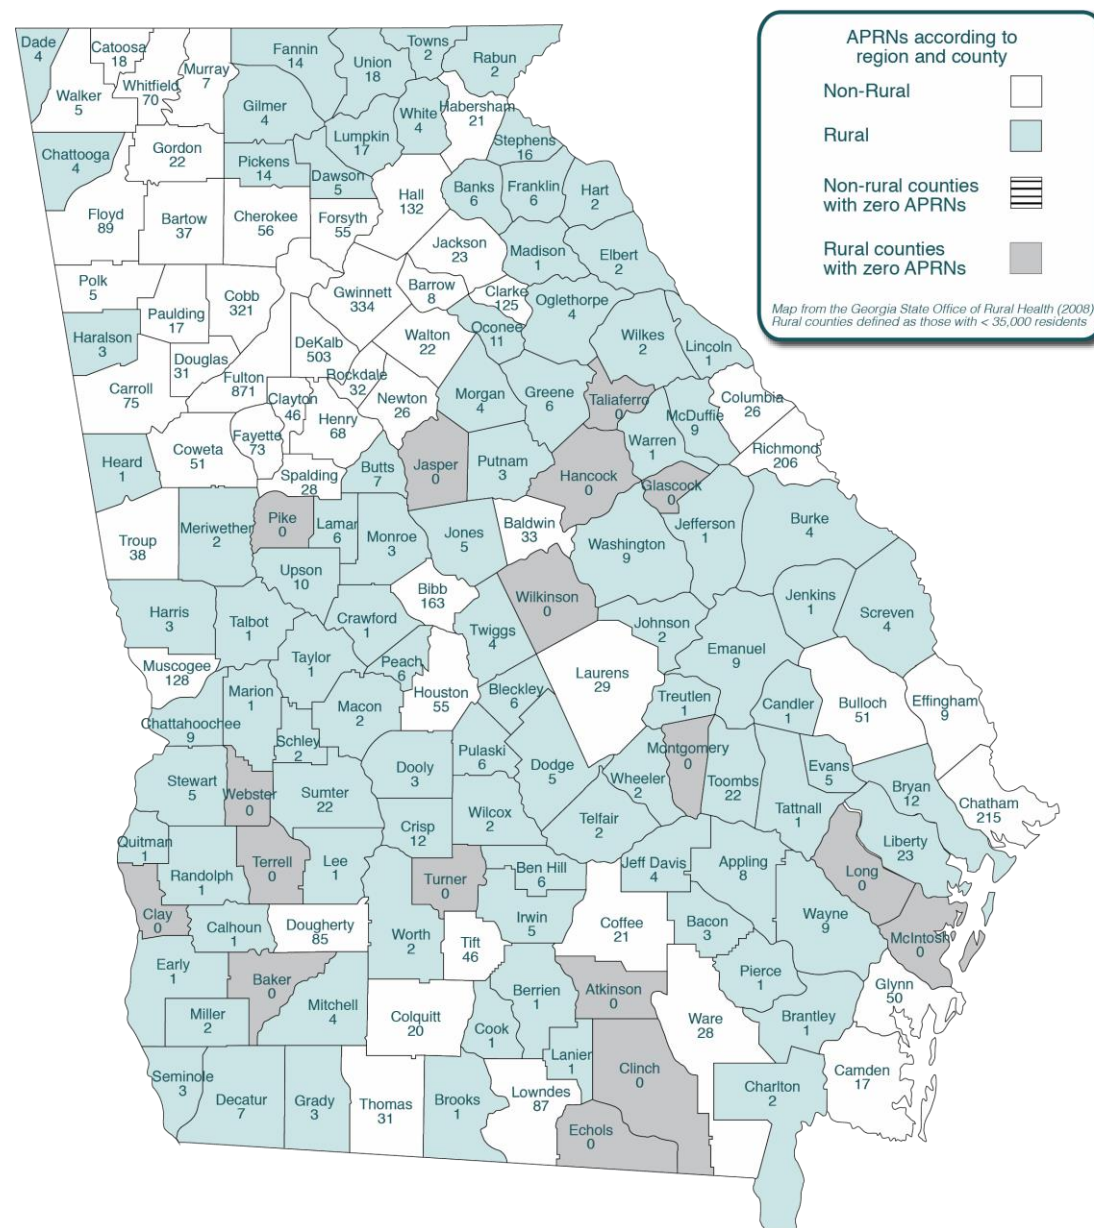 APRNs according to
region and county
Non-Rural
Rural
Non-rural counties
with zero APRNs
Rural counties
with zero APRNs
Map from the Georgia State Office of Rural Health (2008)
Rural counties defined as those with < 35,000 residents
Dade
4
Catoosa
18
Walker
5
Whitfield
70
Murray
7
Fannin
14
Union
18
Towns
2
Rabun
2
Gilmer
4
White
4
Habersham
21
Lumpkin
17
Stephens
16
Chattooga
4
Gordon
22
Pickens
14
Dawson
5
Hall
132
Banks
6
Franklin
6
Hart
2
Floyd
89
Bartow
37
Cherokee
56
Forsyth
55
Jackson
23
Madison
1
Elbert
2
Polk
5
Paulding
17
Cobb
321
Gwinnett
334
Barrow
8
Clarke
125
Oglethorpe
4
Haralson
3
Douglas
31
DeKalb
503
Walton
22
Oconee
11
Wilkes
2
Lincoln
1
Carroll
75
Fulton
871
Clayton
46
Rockdale
32
Newton
26
Morgan
4
Greene
6
Taliaferro
0
McDuffie
9
Columbia
26
Heard
1
Coweta
51
Fayette
73
Henry
68
Spalding
28
Butts
7
Jasper
0
Putnam
3
Hancock
0
Warren
1
Glascock
0
Richmond
206
Troup
38
Meriwether
2
Pike
0
Lamar
6
Monroe
3
Jones
5
Baldwin
33
Washington
9
Jefferson
1
Burke
4
Upson
10
Bibb
163
Wilkinson
0
Harris
3
Talbot
1
Crawford
1
Twiggs
4
Johnson
2
Jenkins
1
Screven
4
Emanuel
9
Muscogee
128
Taylor
1
Peach
6
Houston
55
Bleckley
6
Laurens
29
Treutlen
1
Candler
1
Bulloch
51
Effingham
9
Chattahoochee
9
Marion
1
Macon
2
Schley
2
Dooly
3
Pulaski
6
Dodge
5
Wheeler
2
Montgomery
0
Toombs
22
Tattnall
1
Evans
5
Bryan
12
Chatham
215
Stewart
5
Webster
0
Sumter
22
Crisp
12
Wilcox
2
Telfair
2
Liberty
23
Quitman
1
Randolph
1
Terrell
0
Lee
1
Turner
0
Ben Hill
6
Jeff Davis
4
Appling
8
Long
0
Clay
0
Calhoun
1
Dougherty
85
Worth
2
Tift
46
Irwin
5
Coffee
21
Bacon
3
Wayne
9
McIntosh
0
Early
1
Baker
0
Mitchell
4
Miller
2
Colquitt
20
Cook
1
Berrien
1
Atkinson
0
Ware
28
Pierce
1
Brantley
1
Glynn
50
Seminole
3
Decatur
7
Grady
3
Thomas
31
Brooks
1
Lowndes
87
Lanier
1
Clinch
0
Echols
0
Charlton
2
Camden
17